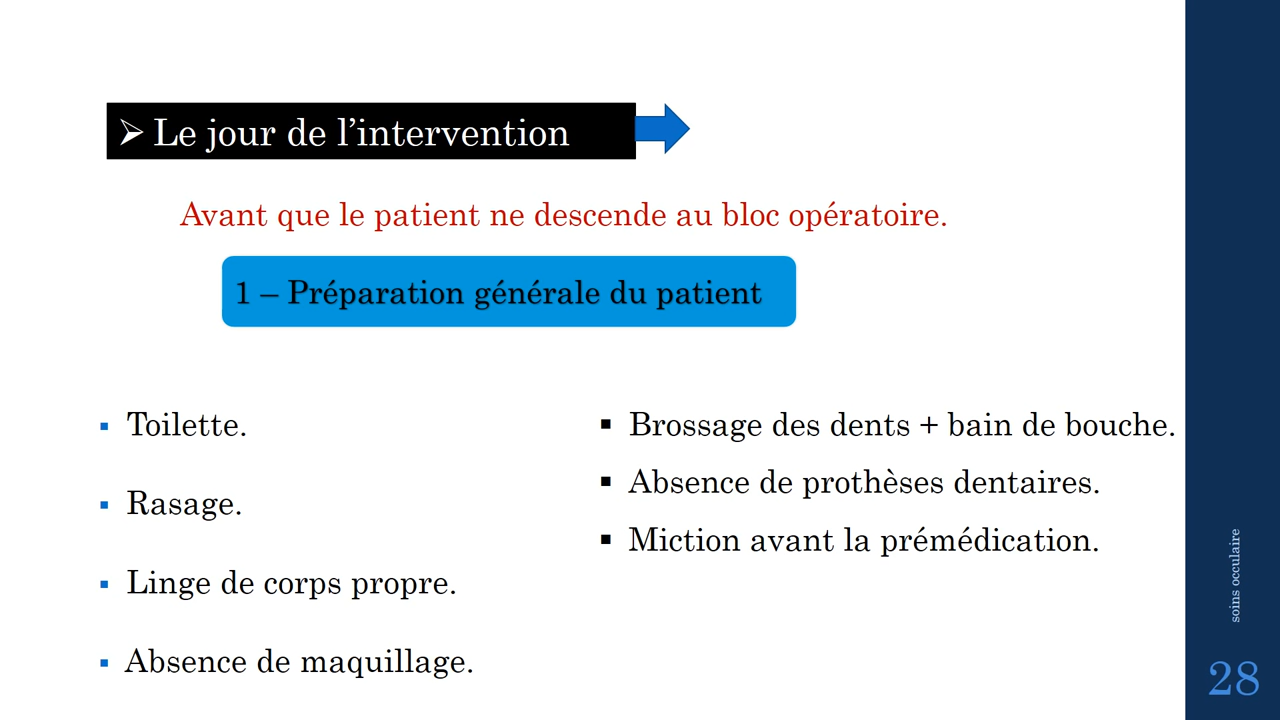 ➢ Le jour de l’intervention
Avant que le patient ne descende au bloc opératoire.
1 – Préparation générale du patient
▪ Toilette.
▪ Rasage.
▪ Linge de corps propre.
▪ Absence de maquillage.
▪ Brossage des dents + bain de bouche.
▪ Absence de prothèses dentaires.
▪ Miction avant la prémédication.
soins occulaire
28